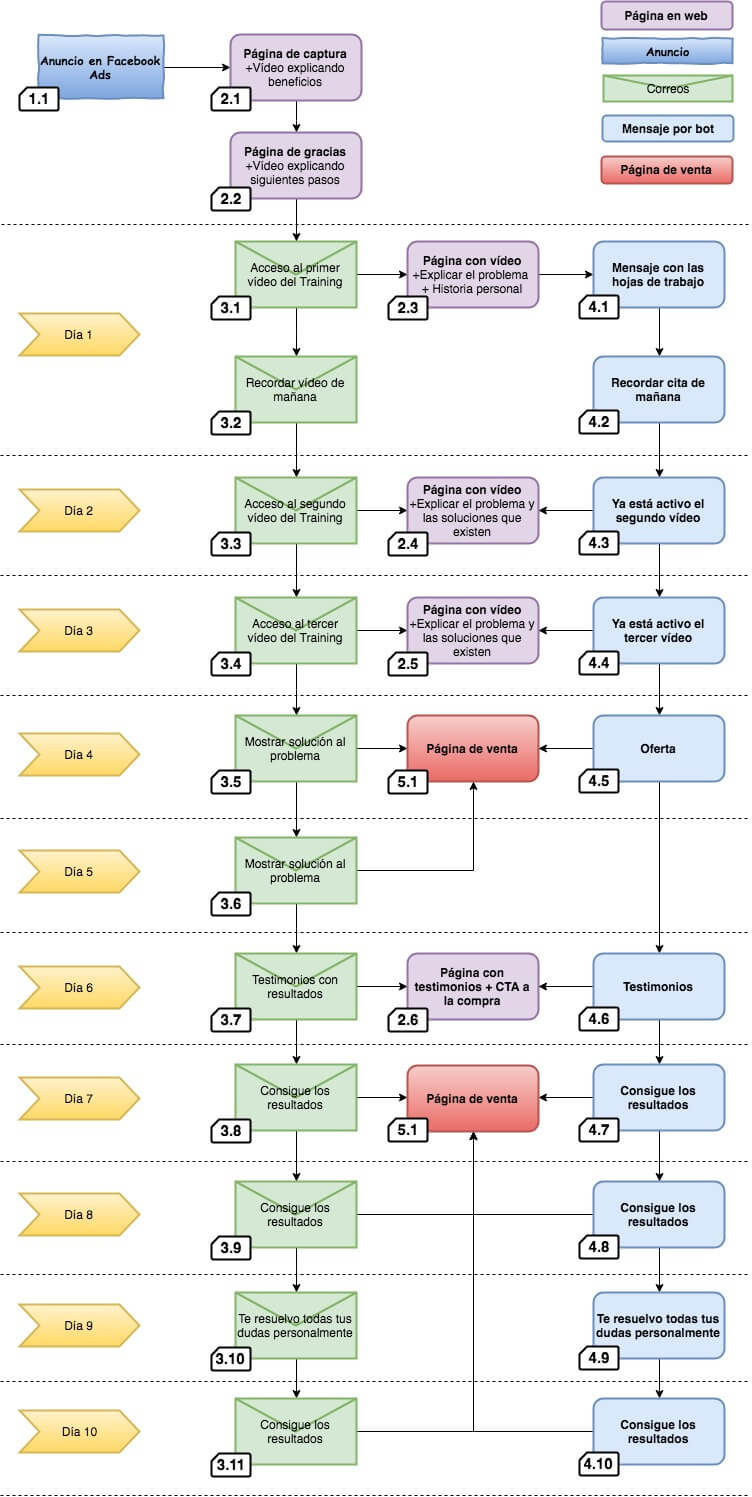 Página en web
Anuncio
Correos
Mensaje por bot
Página de venta
Anuncio en Facebook
Ads
1.1
Página de captura
+Vídeo explicando
beneficios
2.1
Página de gracias
+Vídeo explicando
siguientes pasos
2.2
Día 1
Acceso al primer
vídeo del Training
3.1
Página con vídeo
+Explicar el problema
+ Historia personal
2.3
Mensaje con las
hojas de trabajo
4.1
Recordar vídeo de
mañana
3.2
Recordar cita de
mañana
4.2
Día 2
Acceso al segundo
vídeo del Training
3.3
Página con vídeo
+Explicar el problema y
las soluciones que
existen
2.4
Ya está activo el
segundo vídeo
4.3
Día 3
Acceso al tercer
vídeo del Training
3.4
Página con vídeo
+Explicar el problema y
las soluciones que
existen
2.5
Ya está activo el
tercer vídeo
4.4
Día 4
Mostrar solución al
problema
3.5
Página de venta
5.1
Oferta
4.5
Día 5
Mostrar solución al
problema
3.6
Día 6
Testimonios con
resultados
3.7
Página con
testimonios + CTA a
la compra
2.6
Testimonios
4.6
Día 7
Consigue los
resultados
3.8
Página de venta
5.1
Consigue los
resultados
4.7
Día 8
Consigue los
resultados
3.9
Consigue los
resultados
4.8
Día 9
Te resuelvo todas tus
dudas personalmente
3.10
Te resuelvo todas tus
dudas personalmente
4.9
Día 10
Consigue los
resultados
3.11
Consigue los
resultados
4.10